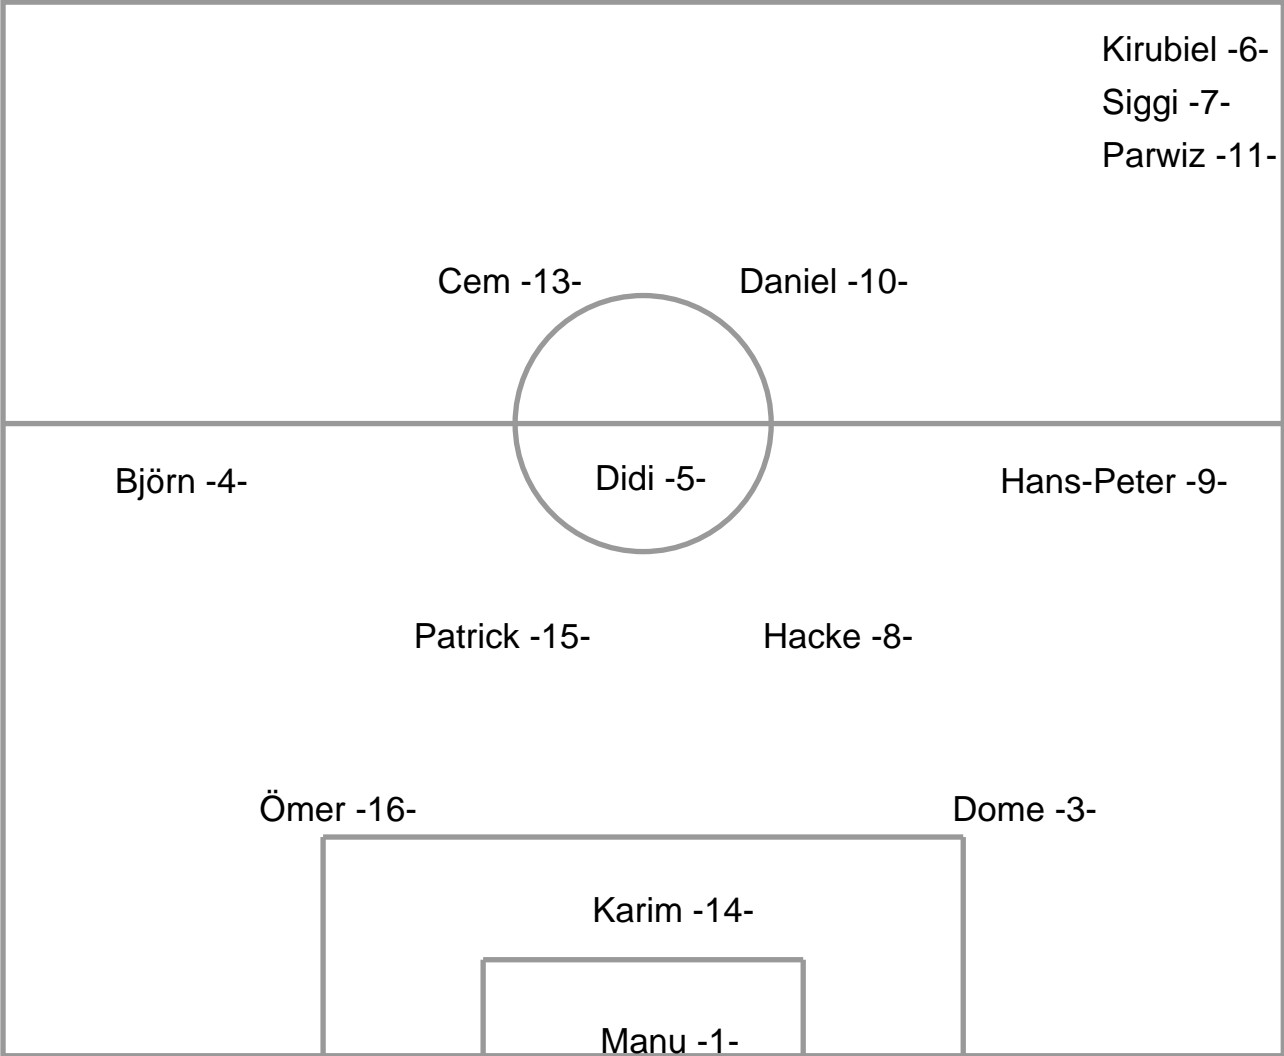 Kirubiel -6-
Siggi -7-
Parwiz -11-
Cem -13-
Daniel -10-
Björn -4-
Didi -5-
Hans-Peter -9-
Patrick -15-
Hacke -8-
Ömer -16-
Dome -3-
Karim -14-
Manu -1-